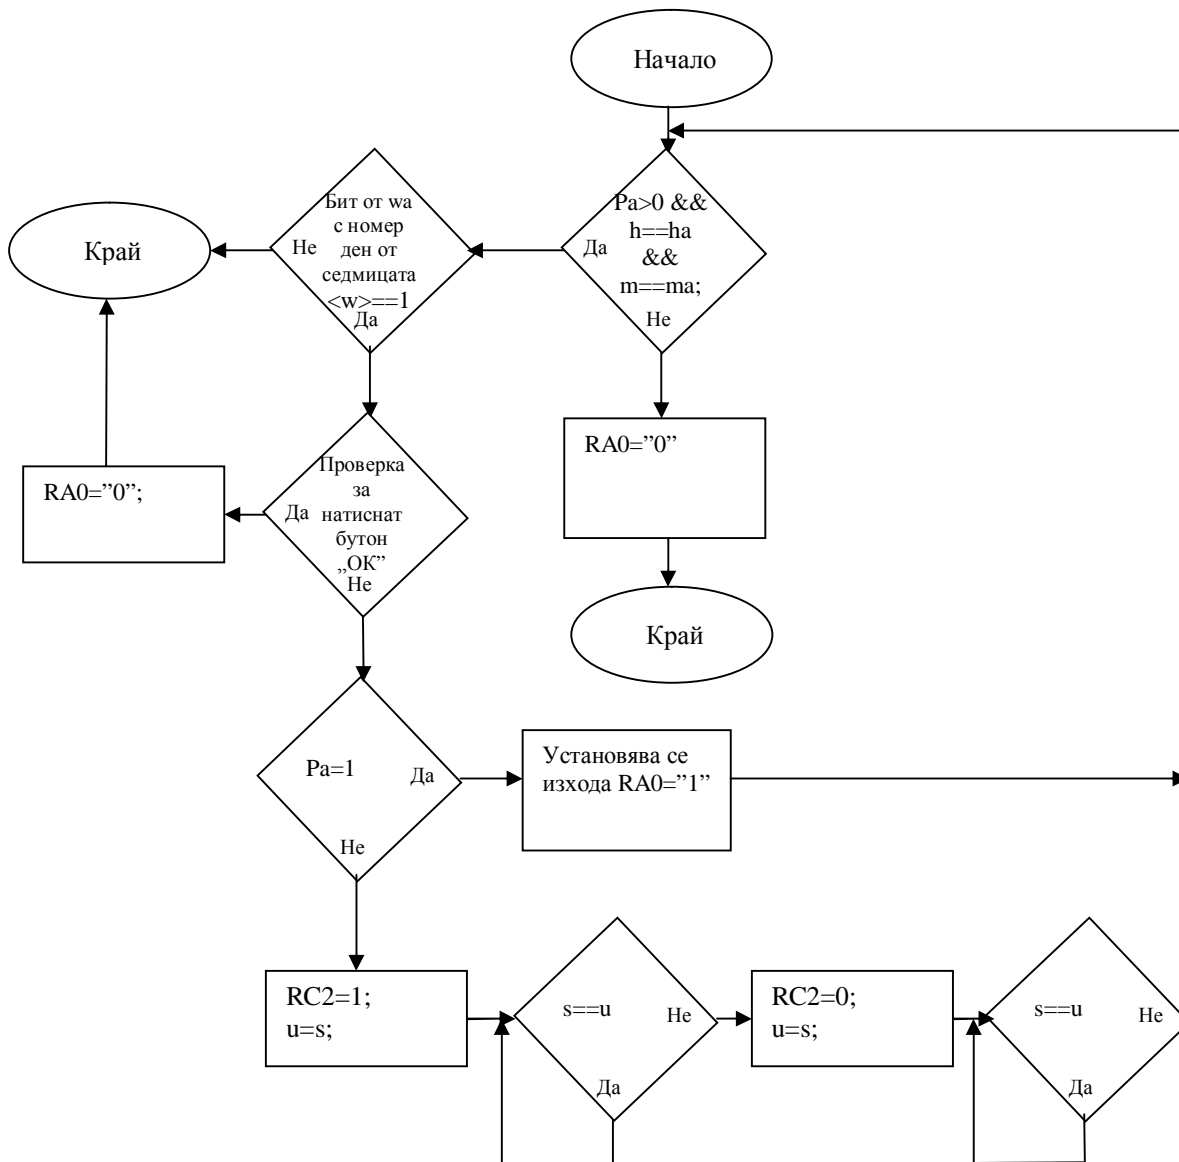 Начало
Бит от wa
с номер
ден от
седмицата
<w>==1
Не
Да
Pa>0 &&
h==ha
&&
m==ma;
Да
Не
Край
RA0=”0”;
Проверка
за
натиснат
бутон
„ОК”
Да
Не
RA0=”0”
Край
Pa=1
Да
Не
Установява се
изхода RA0=”1”
RC2=1;
u=s;
s==u
Не
Да
RC2=0;
u=s;
s==u
Не
Да